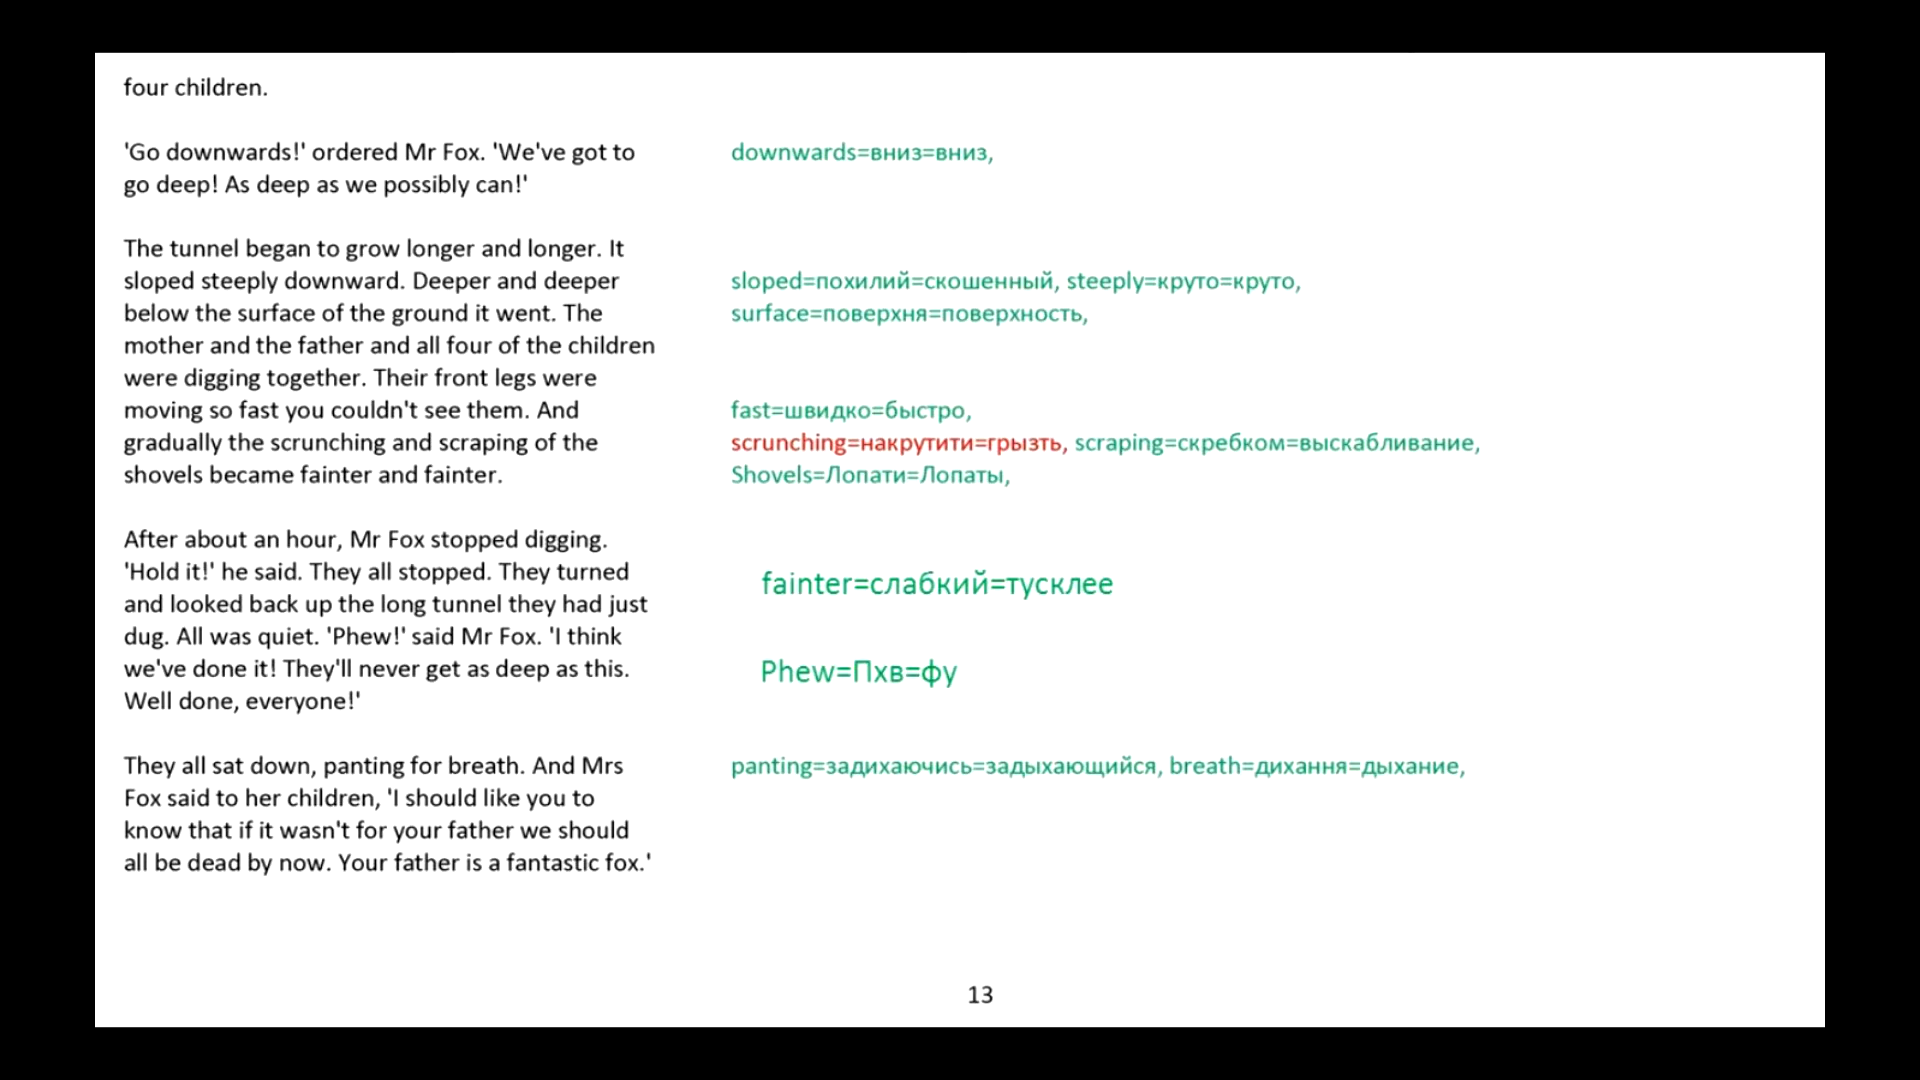 four children.
'Go downwards!' ordered Mr Fox. 'We've got to
go deep! As deep as we possibly can!'
downwards=вниз=вниз,
The tunnel began to grow longer and longer. It
sloped steeply downward. Deeper and deeper
below the surface of the ground it went. The
mother and the father and all four of the children
were digging together. Their front legs were
moving so fast you couldn't see them. And
gradually the scrunching and scraping of the
shovels became fainter and fainter.
sloped=похилий=скошенный, steeply=круто=круто,
surface=поверхня=поверхность,
fast=швидко=быстро,
scrunching=накрутити=грызть, scraping=скребком=выскабливание,
Shovels=Лопати=Лопаты,
After about an hour, Mr Fox stopped digging.
'Hold it!' he said. They all stopped. They turned
and looked back up the long tunnel they had just
dug. All was quiet. 'Phew!' said Mr Fox. 'I think
we've done it! They'll never get as deep as this.
Well done, everyone!'
fainter=слабкий=тусклее
Phew=Пхв=фу
They all sat down, panting for breath. And Mrs
Fox said to her children, 'I should like you to
know that if it wasn't for your father we should
all be dead by now. Your father is a fantastic fox.'
panting=задихаючись=задыхающийся, breath=дихання=дыхание,
13